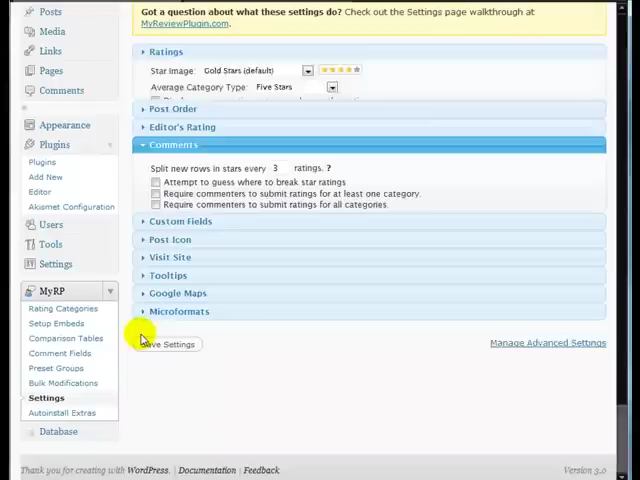 Posts
Media
Links
Pages
Comments
Appearance
Plugins
Plugins
Add New
Editor
Akismet Configuration
Users
Tools
Settings
MyRP
Rating Categories
Setup Embeds
Comparison Tables
Comment Fields
Preset Groups
Bulk Modifications
Settings
Autoinstall Extras
Database
Got a question about what these settings do? Check out the Settings page walkthrough at
MyReviewPlugin.com.
Ratings
Star Image: Gold Stars (default)
Average Category Type: Five Stars
Post Order
Editor's Rating
Comments
Split new rows in stars every 3 ratings. ?
Attempt to guess where to break star ratings
Require commenters to submit ratings for at least one category.
Require commenters to submit ratings for all categories.
Custom Fields
Post Icon
Visit Site
Tooltips
Google Maps
Microformats
Save Settings
Manage Advanced Settings
Thank you for creating with WordPress. | Documentation | Feedback
Version 3.0